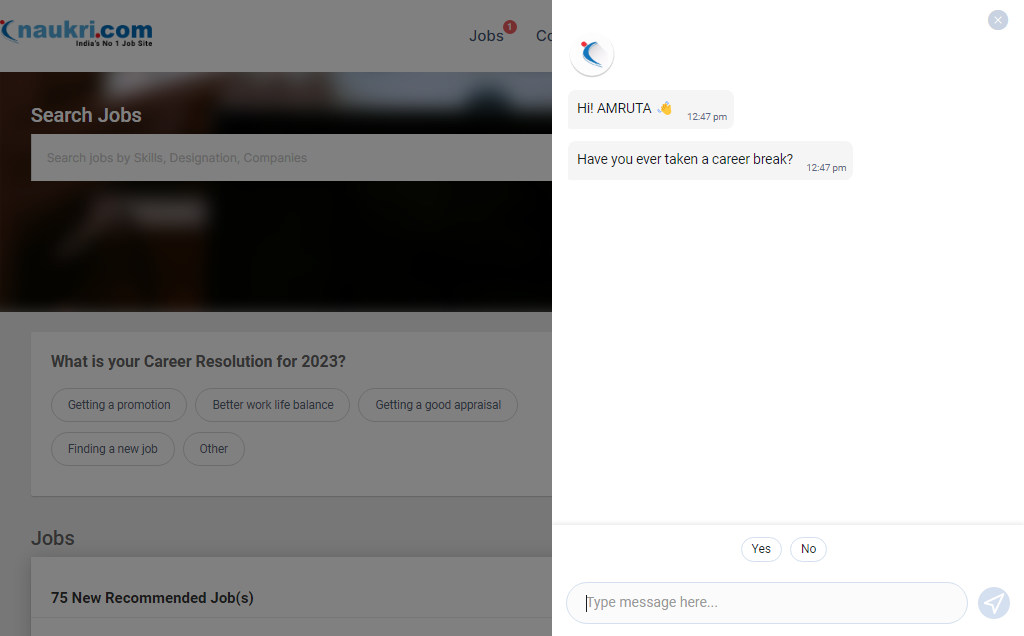 naukri.com
India's No 1 Job Site
Jobs 1
Search Jobs
Search jobs by Skills, Designation, Companies
What is your Career Resolution for 2023?
Getting a promotion Better work life balance Getting a good appraisal
Finding a new job Other
Jobs
75 New Recommended Job(s)
Hi! AMRUTA 👋 12:47 pm
Have you ever taken a career break? 12:47 pm
Yes No
Type message here...